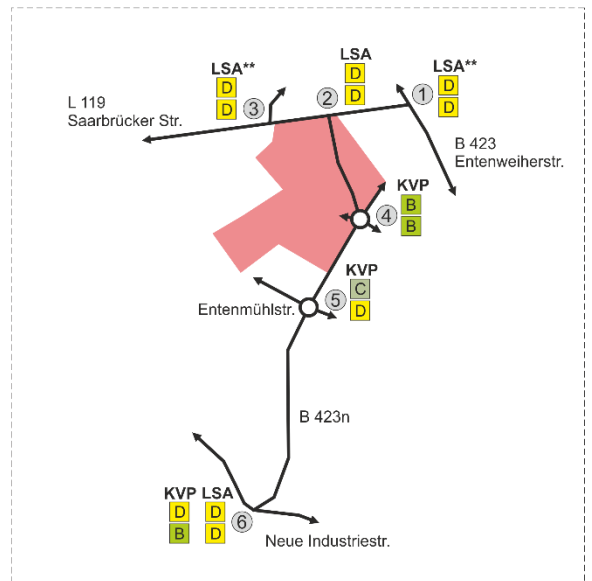 LSA**
D
D
3
LSA
D
D
2
LSA**
D
D
1
L 119
Saarbrücker Str.
B 423
Entenweiherstr.
KVP
B
B
4
KVP
C
D
5
Entenmühlstr.
B 423n
KVP LSA
D D
B D
6
Neue Industriestr.